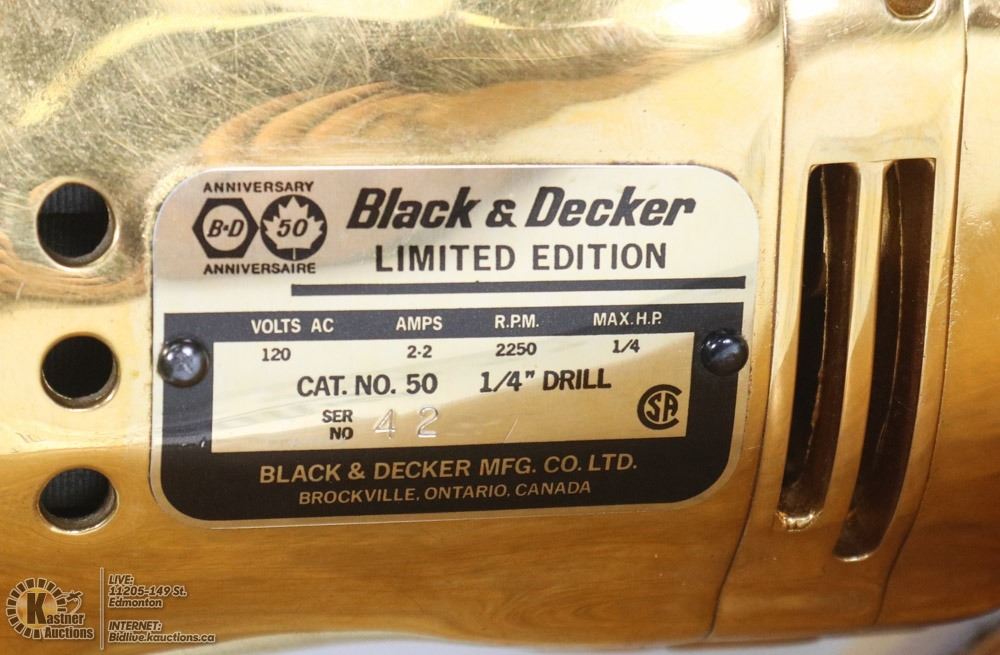 ANNIVERSARY
B·D 50
ANNIVERSAIRE
Black & Decker
LIMITED EDITION
VOLTS AC AMPS R.P.M. MAX. H.P.
120 2·2 2250 1/4
CAT. NO. 50 1/4" DRILL
SER
NO 42
CSA
BLACK & DECKER MFG. CO. LTD.
BROCKVILLE, ONTARIO, CANADA
K
Kastner
Auctions
LIVE:
11205-149 St.
Edmonton
INTERNET:
Bidlive.kauctions.ca